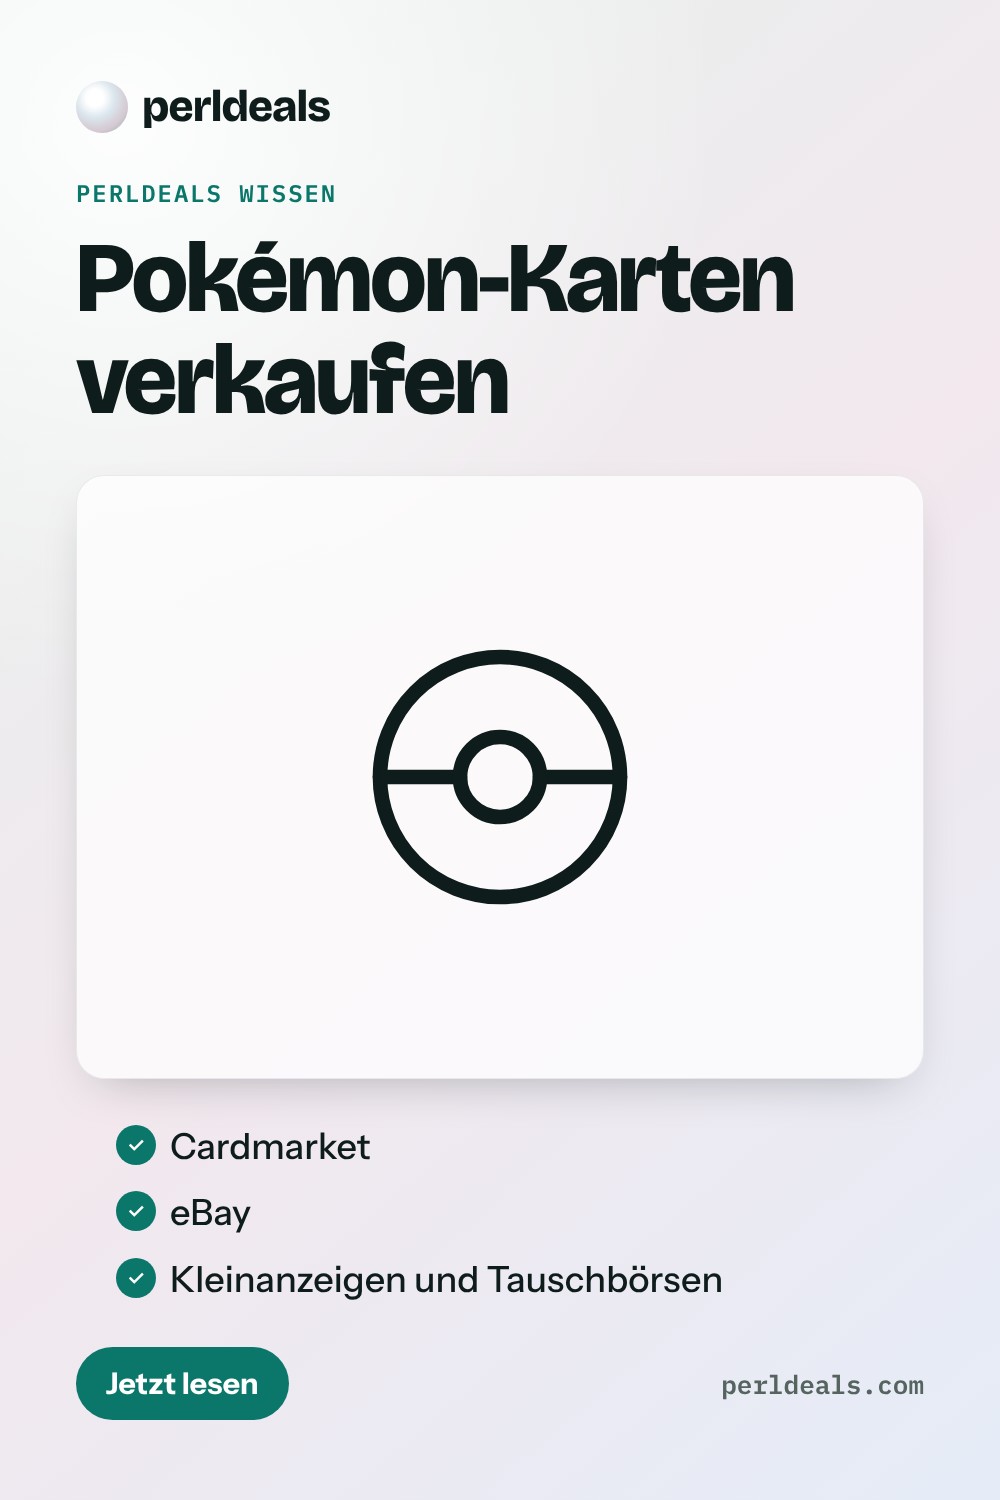 perldeals
PERLDEALS WISSEN
Pokémon-Karten
verkaufen
Cardmarket
eBay
Kleinanzeigen und Tauschbörsen
Jetzt lesen
perldeals.com